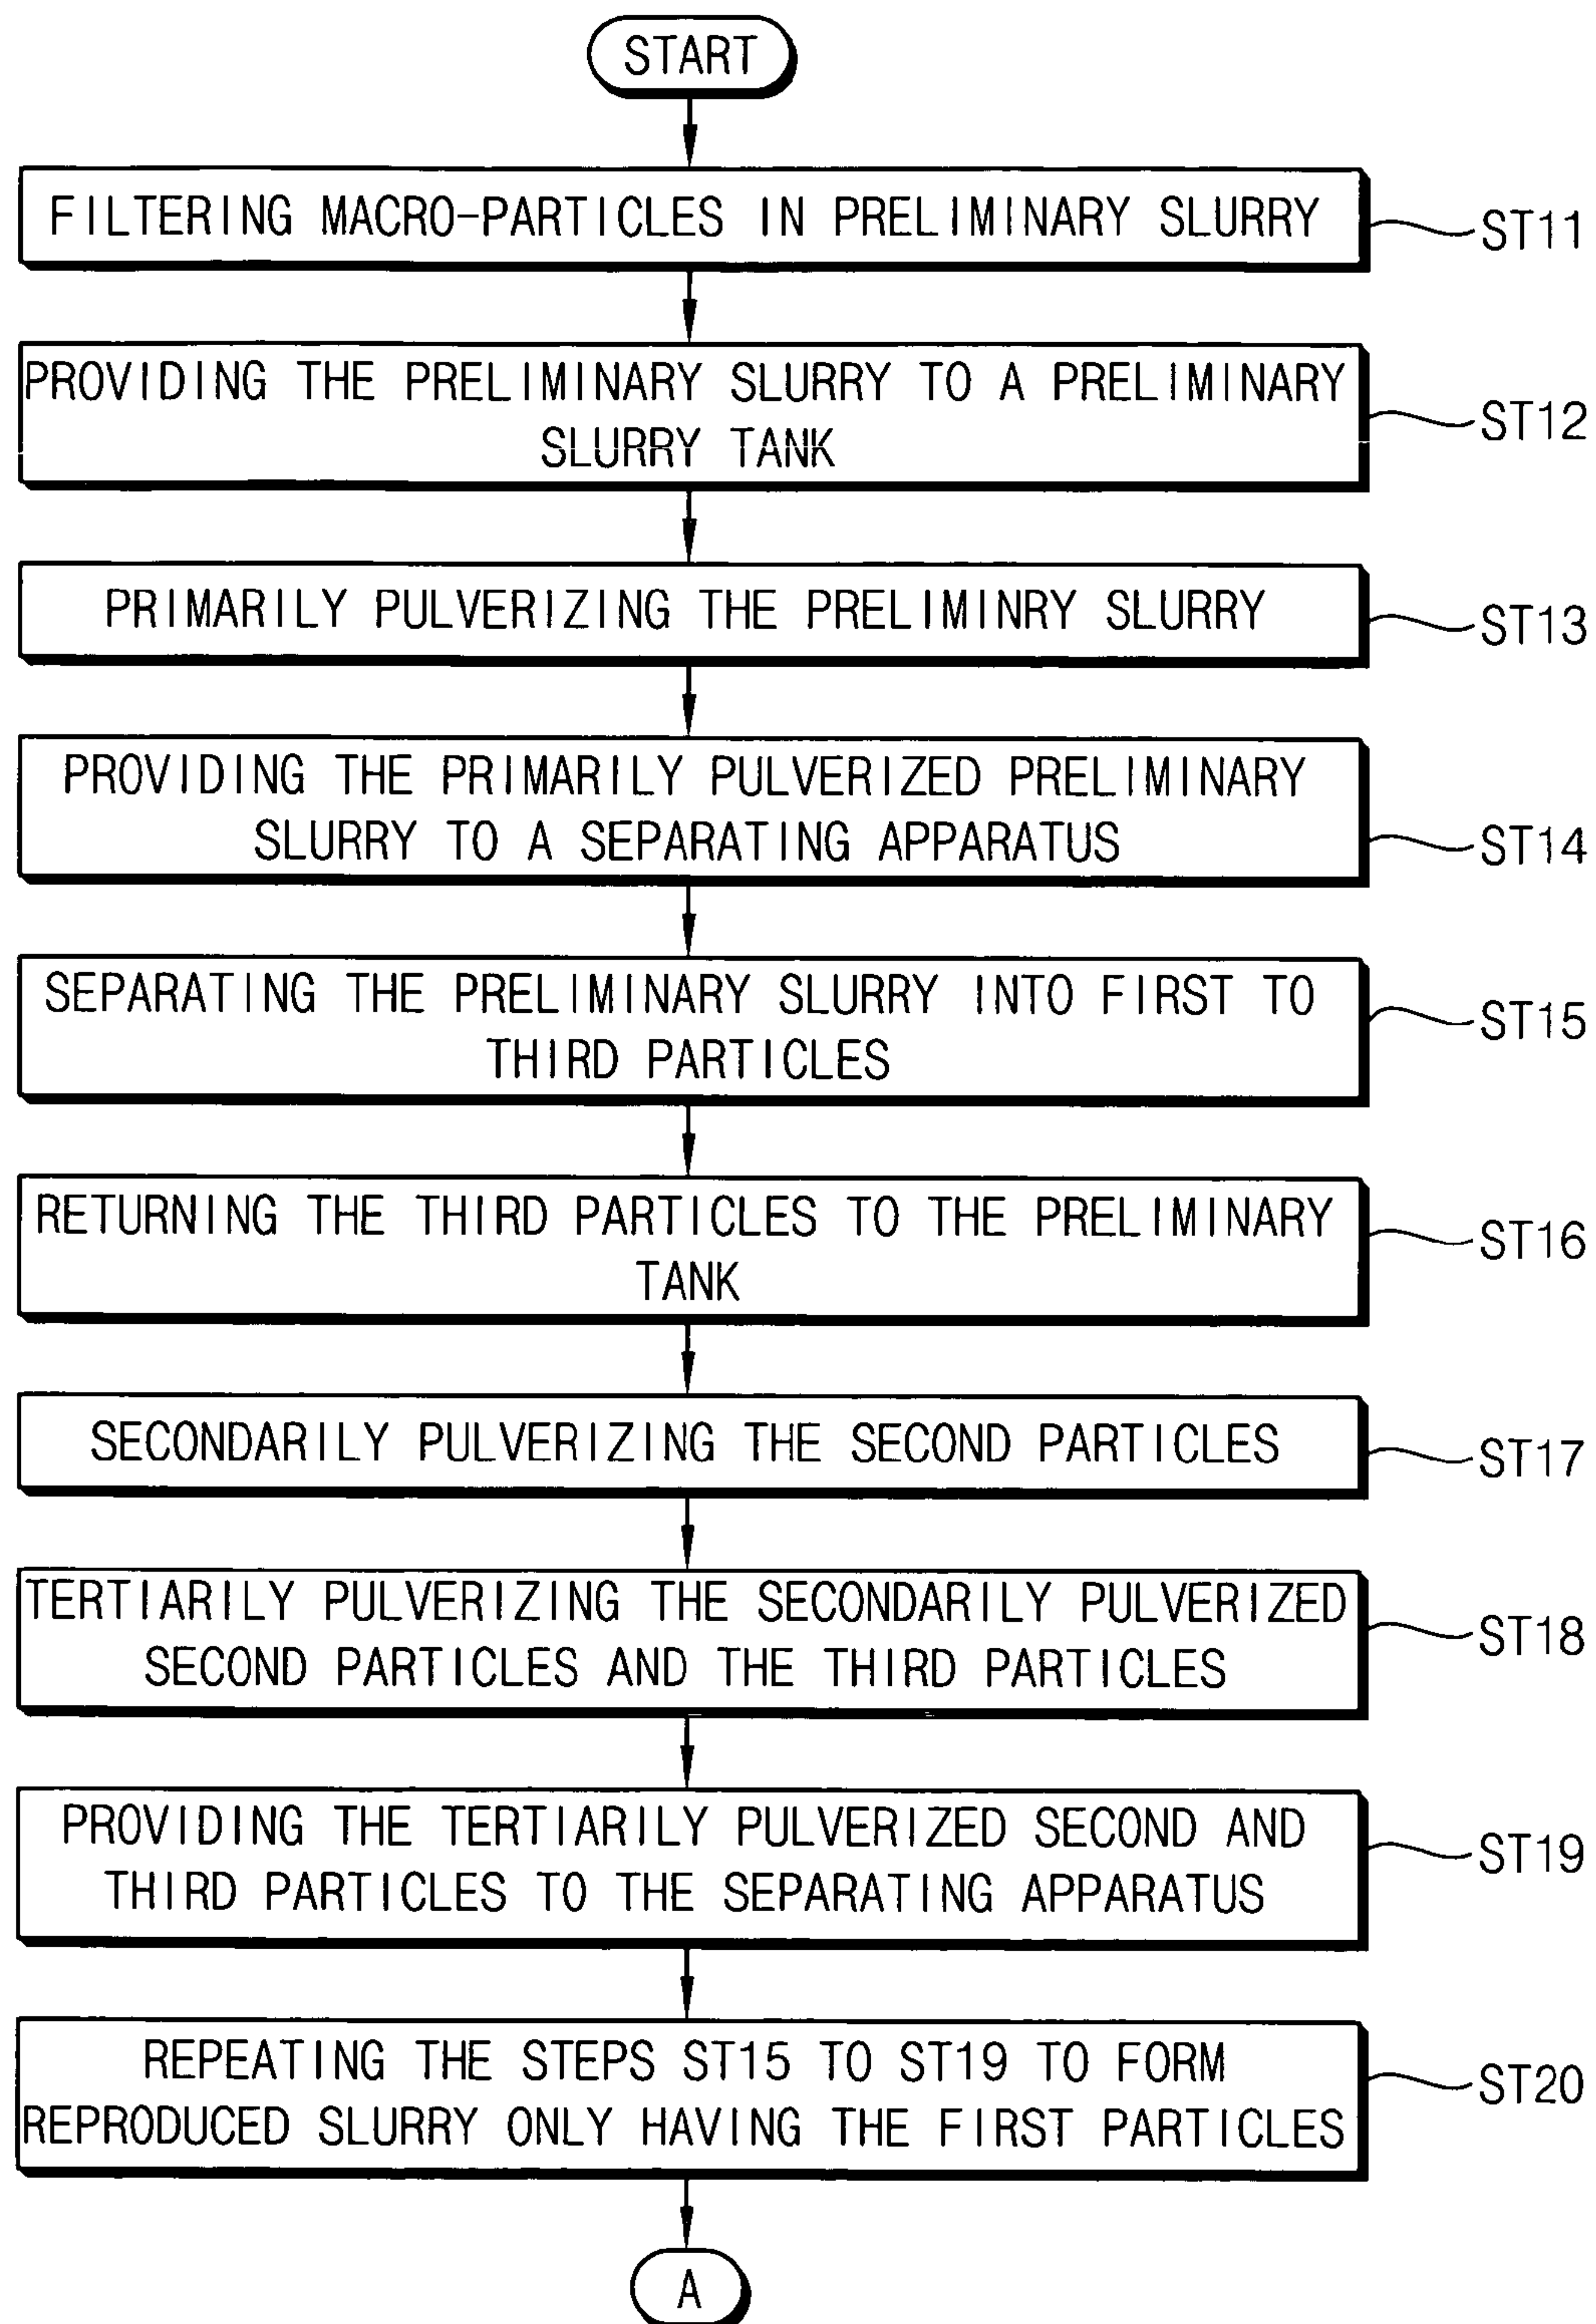 START
FILTERING MACRO-PARTICLES IN PRELIMINARY SLURRY
ST11
PROVIDING THE PRELIMINARY SLURRY TO A PRELIMINARY
SLURRY TANK
ST12
PRIMARILY PULVERIZING THE PRELIMINRY SLURRY
ST13
PROVIDING THE PRIMARILY PULVERIZED PRELIMINARY
SLURRY TO A SEPARATING APPARATUS
ST14
SEPARATING THE PRELIMINARY SLURRY INTO FIRST TO
THIRD PARTICLES
ST15
RETURNING THE THIRD PARTICLES TO THE PRELIMINARY
TANK
ST16
SECONDARILY PULVERIZING THE SECOND PARTICLES
ST17
TERTIARILY PULVERIZING THE SECONDARILY PULVERIZED
SECOND PARTICLES AND THE THIRD PARTICLES
ST18
PROVIDING THE TERTIARILY PULVERIZED SECOND AND
THIRD PARTICLES TO THE SEPARATING APPARATUS
ST19
REPEATING THE STEPS ST15 TO ST19 TO FORM
REPRODUCED SLURRY ONLY HAVING THE FIRST PARTICLES
ST20
A